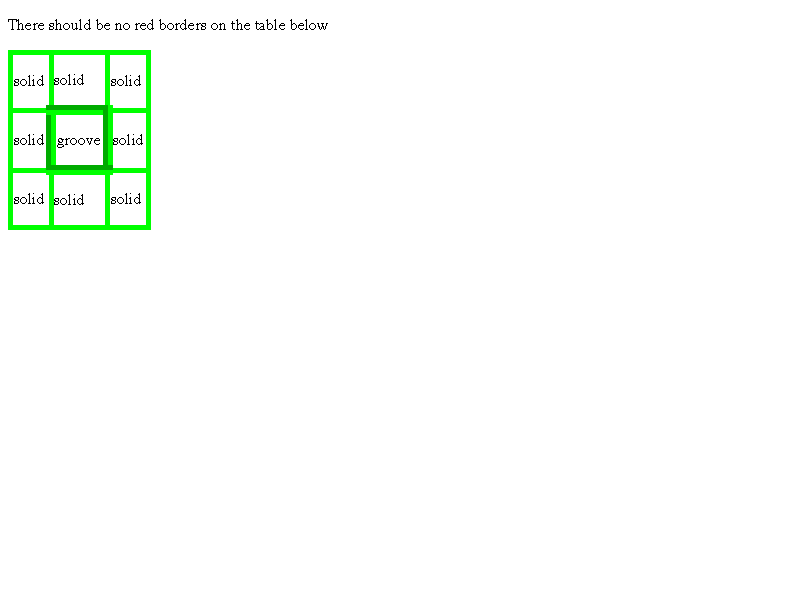 There should be no red borders on the table below
solid solid solid
solid groove solid
solid solid solid